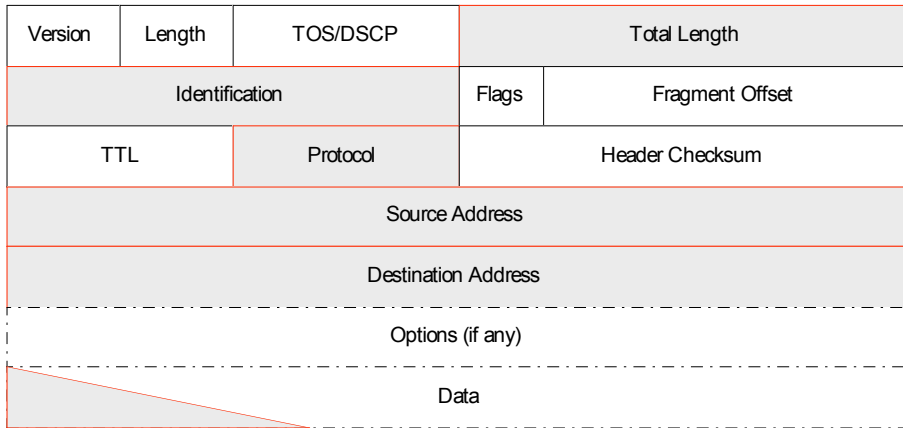 Version Length TOS/DSCP Total Length
Identification Flags Fragment Offset
TTL Protocol Header Checksum
Source Address
Destination Address
Options (if any)
Data